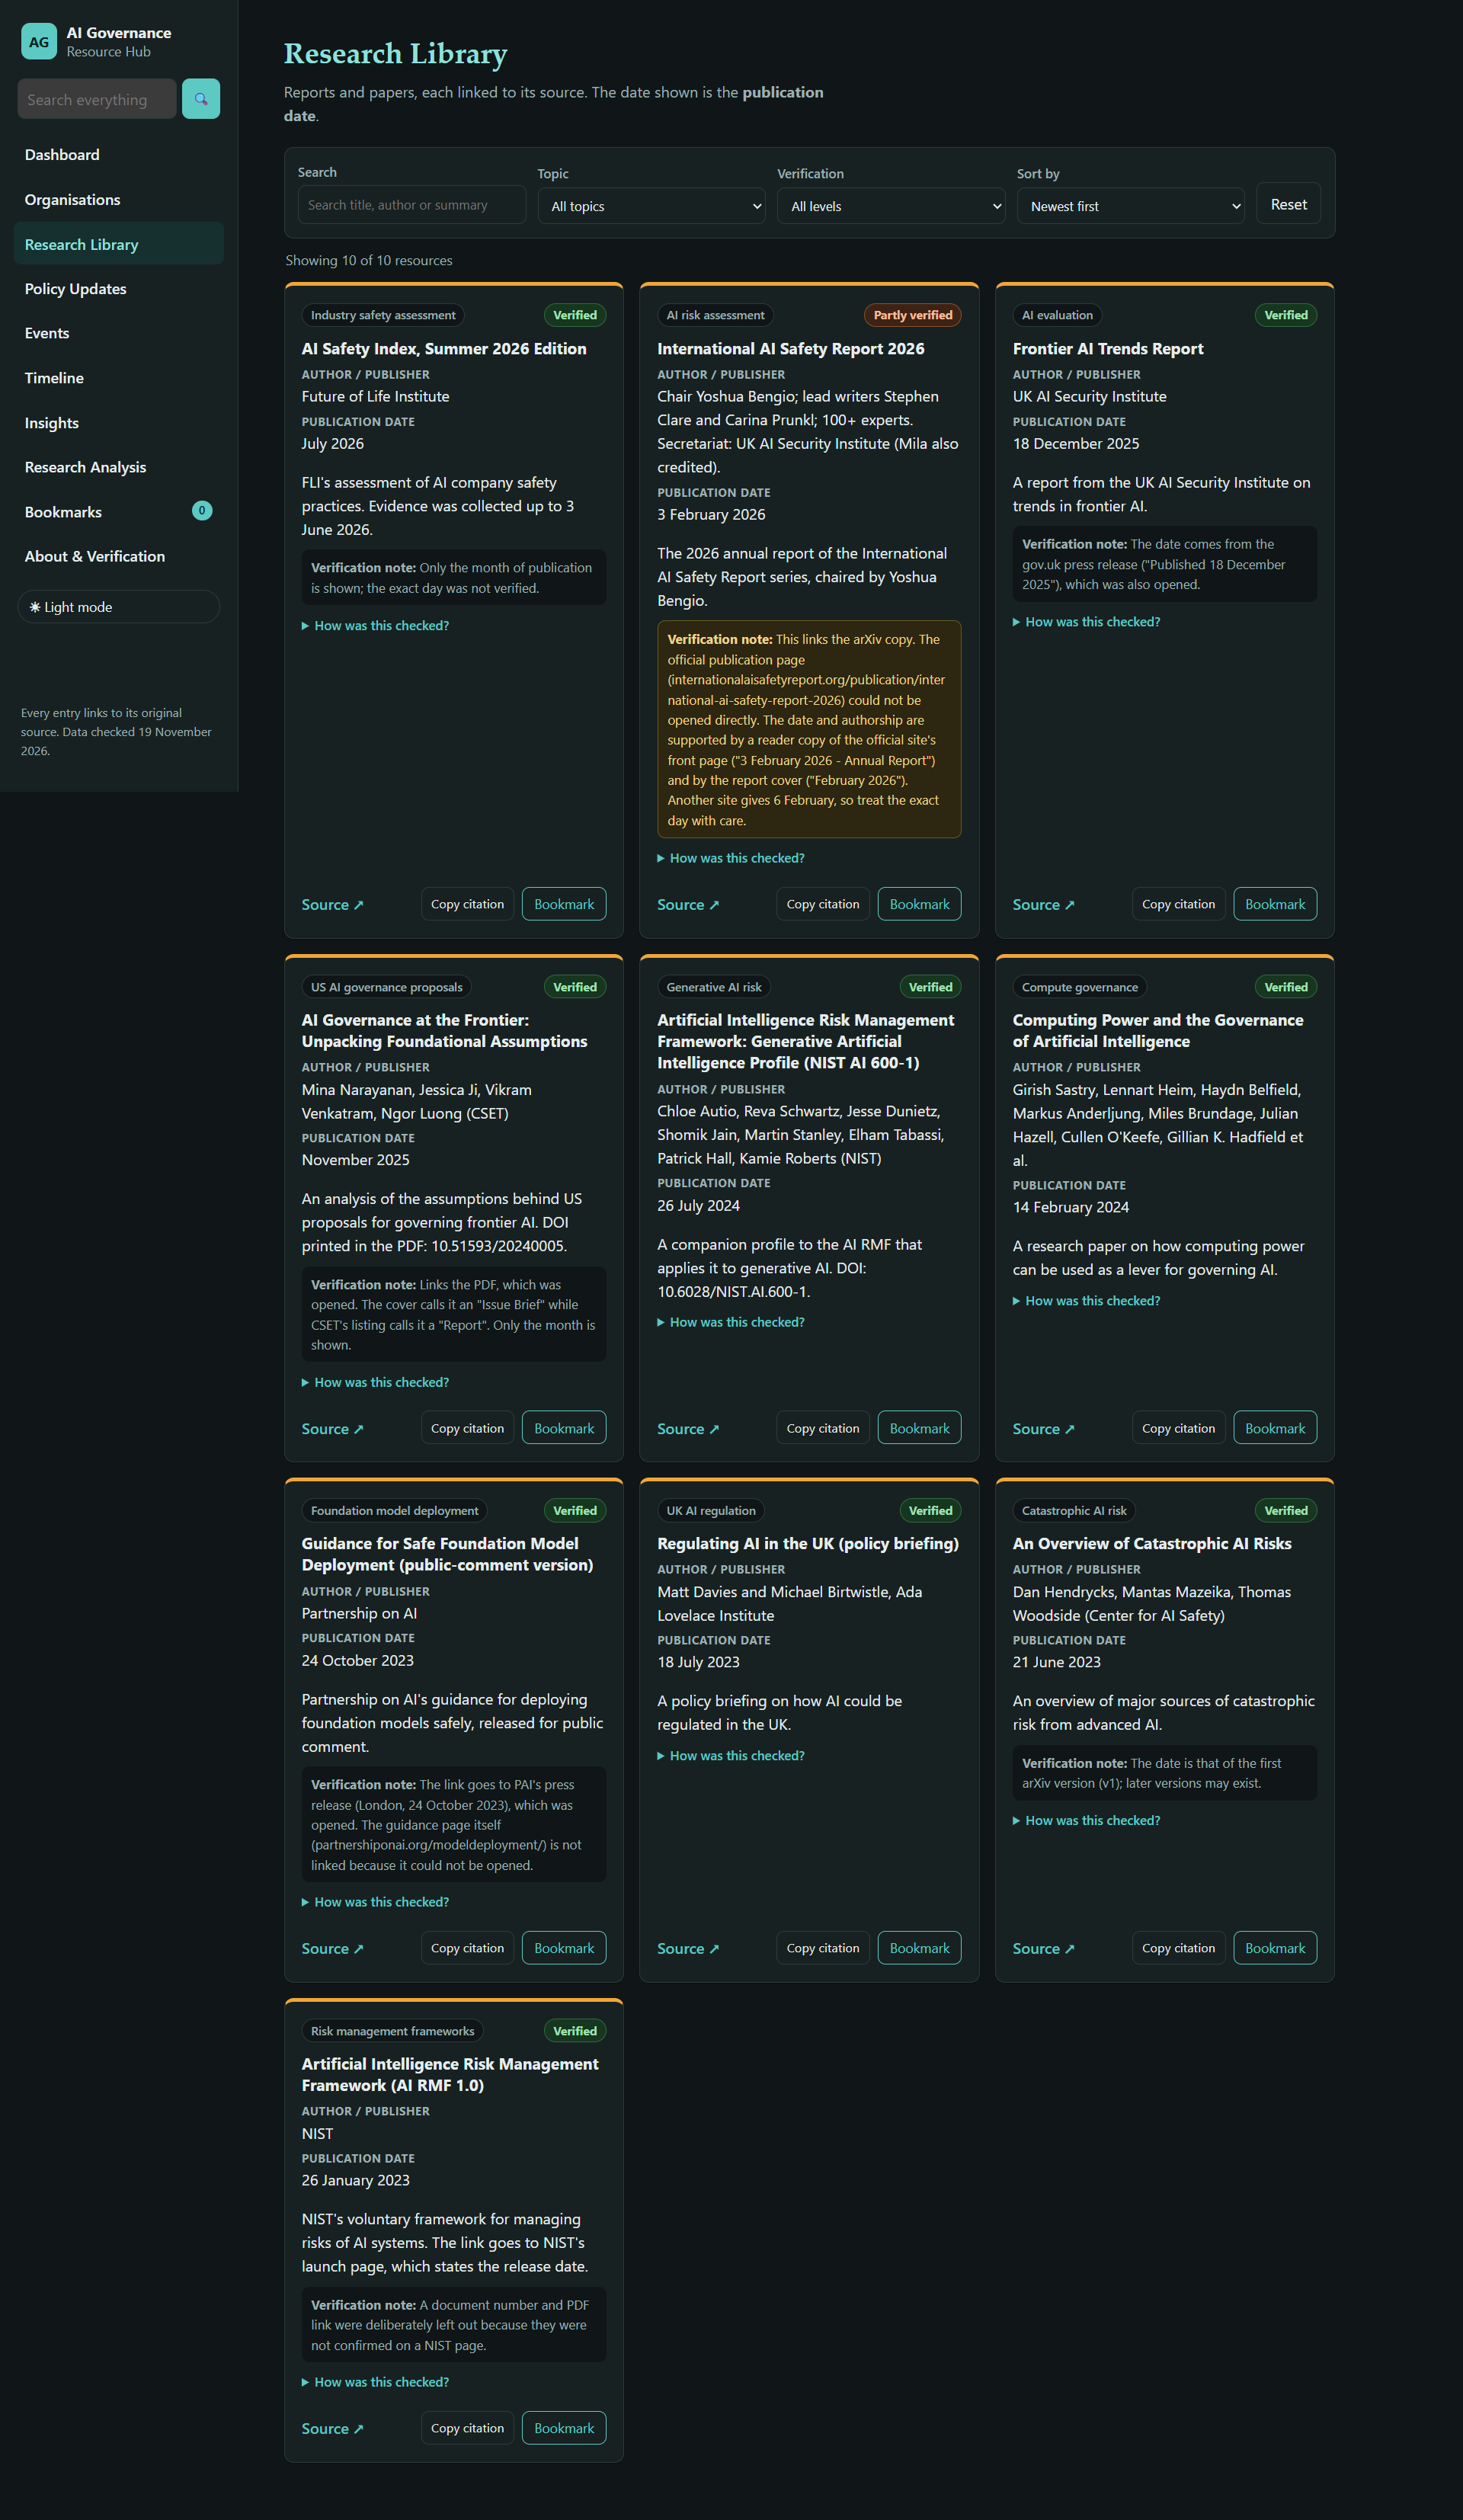 AG
AI Governance
Resource Hub
Search everything
Dashboard
Organisations
Research Library
Policy Updates
Events
Timeline
Insights
Research Analysis
Bookmarks
0
About & Verification
☀ Light mode
Every entry links to its original
source. Data checked 19 November
2026.
Research Library
Reports and papers, each linked to its source. The date shown is the publication
date.
Search
Search title, author or summary
Topic
All topics
Verification
All levels
Sort by
Newest first
Reset
Showing 10 of 10 resources
Industry safety assessment
Verified
AI Safety Index, Summer 2026 Edition
AUTHOR / PUBLISHER
Future of Life Institute
PUBLICATION DATE
July 2026
FLI's assessment of AI company safety
practices. Evidence was collected up to 3
June 2026.
Verification note: Only the month of publication
is shown; the exact day was not verified.
▶ How was this checked?
Source ↗
Copy citation
Bookmark
AI risk assessment
Partly verified
International AI Safety Report 2026
AUTHOR / PUBLISHER
Chair Yoshua Bengio; lead writers Stephen
Clare and Carina Prunkl; 100+ experts.
Secretariat: UK AI Security Institute (Mila also
credited).
PUBLICATION DATE
3 February 2026
The 2026 annual report of the International
AI Safety Report series, chaired by Yoshua
Bengio.
Verification note: This links the arXiv copy. The
official publication page
(internationalaisafetyreport.org/publication/inter
national-ai-safety-report-2026) could not be
opened directly. The date and authorship are
supported by a reader copy of the official site's
front page ("3 February 2026 - Annual Report")
and by the report cover ("February 2026").
Another site gives 6 February, so treat the exact
day with care.
▶ How was this checked?
Source ↗
Copy citation
Bookmark
AI evaluation
Verified
Frontier AI Trends Report
AUTHOR / PUBLISHER
UK AI Security Institute
PUBLICATION DATE
18 December 2025
A report from the UK AI Security Institute on
trends in frontier AI.
Verification note: The date comes from the
gov.uk press release ("Published 18 December
2025"), which was also opened.
▶ How was this checked?
Source ↗
Copy citation
Bookmark
US AI governance proposals
Verified
AI Governance at the Frontier:
Unpacking Foundational Assumptions
AUTHOR / PUBLISHER
Mina Narayanan, Jessica Ji, Vikram
Venkatram, Ngor Luong (CSET)
PUBLICATION DATE
November 2025
An analysis of the assumptions behind US
proposals for governing frontier AI. DOI
printed in the PDF: 10.51593/20240005.
Verification note: Links the PDF, which was
opened. The cover calls it an "Issue Brief" while
CSET's listing calls it a "Report". Only the month is
shown.
▶ How was this checked?
Source ↗
Copy citation
Bookmark
Generative AI risk
Verified
Artificial Intelligence Risk Management
Framework: Generative Artificial
Intelligence Profile (NIST AI 600-1)
AUTHOR / PUBLISHER
Chloe Autio, Reva Schwartz, Jesse Dunietz,
Shomik Jain, Martin Stanley, Elham Tabassi,
Patrick Hall, Kamie Roberts (NIST)
PUBLICATION DATE
26 July 2024
A companion profile to the AI RMF that
applies it to generative AI. DOI:
10.6028/NIST.AI.600-1.
▶ How was this checked?
Source ↗
Copy citation
Bookmark
Compute governance
Verified
Computing Power and the Governance
of Artificial Intelligence
AUTHOR / PUBLISHER
Girish Sastry, Lennart Heim, Haydn Belfield,
Markus Anderljung, Miles Brundage, Julian
Hazell, Cullen O'Keefe, Gillian K. Hadfield et
al.
PUBLICATION DATE
14 February 2024
A research paper on how computing power
can be used as a lever for governing AI.
▶ How was this checked?
Source ↗
Copy citation
Bookmark
Foundation model deployment
Verified
Guidance for Safe Foundation Model
Deployment (public-comment version)
AUTHOR / PUBLISHER
Partnership on AI
PUBLICATION DATE
24 October 2023
Partnership on AI's guidance for deploying
foundation models safely, released for public
comment.
Verification note: The link goes to PAI's press
release (London, 24 October 2023), which was
opened. The guidance page itself
(partnershiponai.org/modeldeployment/) is not
linked because it could not be opened.
▶ How was this checked?
Source ↗
Copy citation
Bookmark
UK AI regulation
Verified
Regulating AI in the UK (policy briefing)
AUTHOR / PUBLISHER
Matt Davies and Michael Birtwistle, Ada
Lovelace Institute
PUBLICATION DATE
18 July 2023
A policy briefing on how AI could be
regulated in the UK.
▶ How was this checked?
Source ↗
Copy citation
Bookmark
Catastrophic AI risk
Verified
An Overview of Catastrophic AI Risks
AUTHOR / PUBLISHER
Dan Hendrycks, Mantas Mazeika, Thomas
Woodside (Center for AI Safety)
PUBLICATION DATE
21 June 2023
An overview of major sources of catastrophic
risk from advanced AI.
Verification note: The date is that of the first
arXiv version (v1); later versions may exist.
▶ How was this checked?
Source ↗
Copy citation
Bookmark
Risk management frameworks
Verified
Artificial Intelligence Risk Management
Framework (AI RMF 1.0)
AUTHOR / PUBLISHER
NIST
PUBLICATION DATE
26 January 2023
NIST's voluntary framework for managing
risks of AI systems. The link goes to NIST's
launch page, which states the release date.
Verification note: A document number and PDF
link were deliberately left out because they were
not confirmed on a NIST page.
▶ How was this checked?
Source ↗
Copy citation
Bookmark